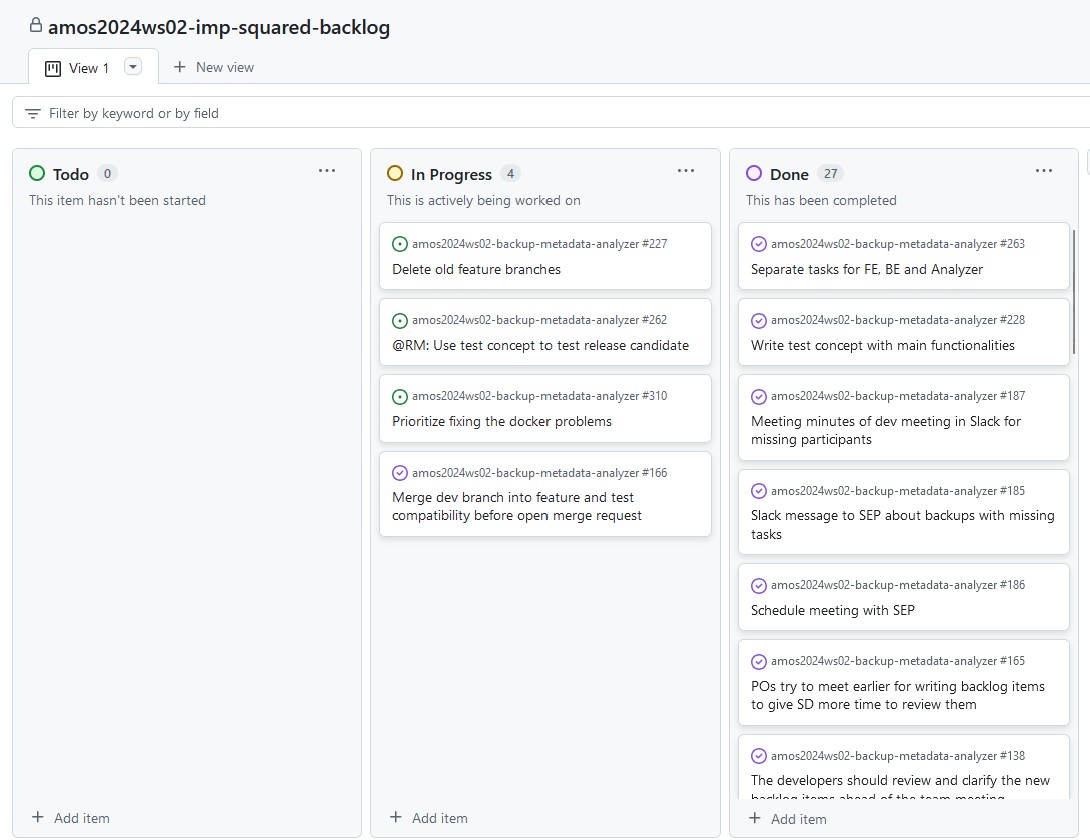 amos2024ws02-imp-squared-backlog
View 1
New view
Filter by keyword or by field
Todo 0
This item hasn't been started
Add item
In Progress 4
This is actively being worked on
amos2024ws02-backup-metadata-analyzer #227
Delete old feature branches
amos2024ws02-backup-metadata-analyzer #262
@RM: Use test concept to test release candidate
amos2024ws02-backup-metadata-analyzer #310
Prioritize fixing the docker problems
amos2024ws02-backup-metadata-analyzer #166
Merge dev branch into feature and test
compatibility before open merge request
Add item
Done 27
This has been completed
amos2024ws02-backup-metadata-analyzer #263
Separate tasks for FE, BE and Analyzer
amos2024ws02-backup-metadata-analyzer #228
Write test concept with main functionalities
amos2024ws02-backup-metadata-analyzer #187
Meeting minutes of dev meeting in Slack for
missing participants
amos2024ws02-backup-metadata-analyzer #185
Slack message to SEP about backups with missing
tasks
amos2024ws02-backup-metadata-analyzer #186
Schedule meeting with SEP
amos2024ws02-backup-metadata-analyzer #165
POs try to meet earlier for writing backlog items
to give SD more time to review them
amos2024ws02-backup-metadata-analyzer #138
The developers should review and clarify the new
backlog items ahead of the team meeting
Add item